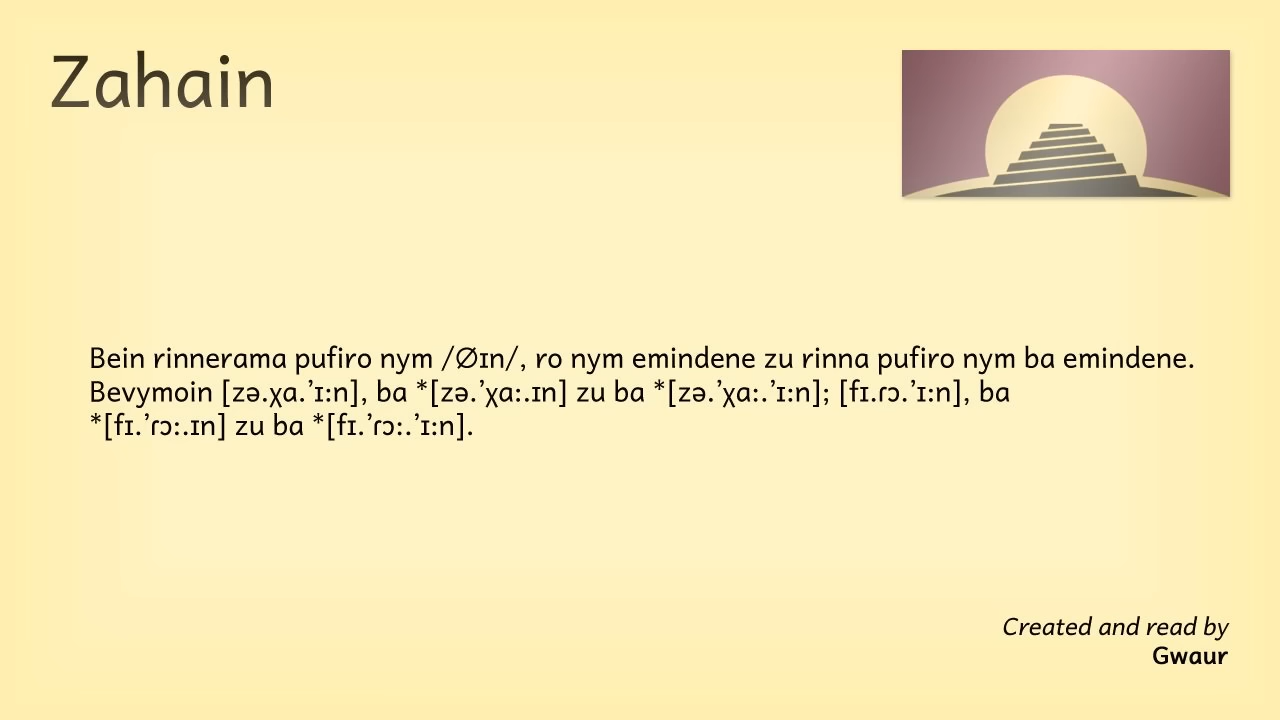 Zahain
Bein rinnerama pufiro nym /∅ɪn/, ro nym emindene zu rinna pufiro nym ba emindene.
Bevymoin [zə.χa.ˈɪ:n], ba *[zə.ˈχa:.ɪn] zu ba *[zə.ˈχa:.ˈɪ:n]; [fɪ.ɾɔ.ˈɪ:n], ba
*[fɪ.ˈɾɔ:.ɪn] zu ba *[fɪ.ˈɾɔ:.ˈɪ:n].
Created and read by
Gwaur